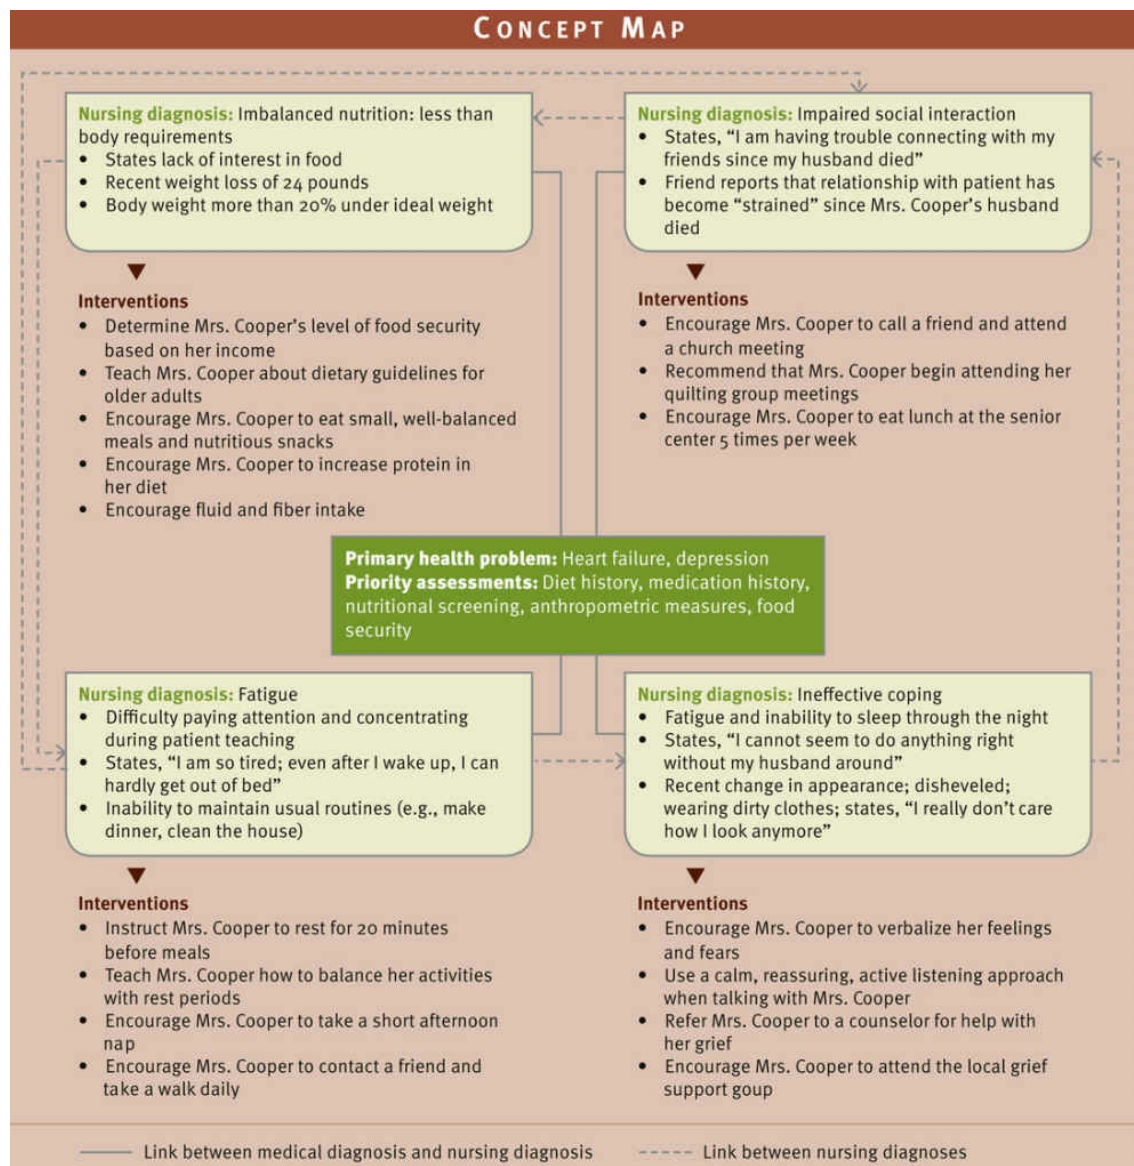 CONCEPT MAP
Nursing diagnosis: Imbalanced nutrition: less than
body requirements
• States lack of interest in food
• Recent weight loss of 24 pounds
• Body weight more than 20% under ideal weight
Interventions
• Determine Mrs. Cooper's level of food security
based on her income
• Teach Mrs. Cooper about dietary guidelines for
older adults
• Encourage Mrs. Cooper to eat small, well-balanced
meals and nutritious snacks
• Encourage Mrs. Cooper to increase protein in
her diet
• Encourage fluid and fiber intake
Nursing diagnosis: Impaired social interaction
• States, “I am having trouble connecting with my
friends since my husband died”
• Friend reports that relationship with patient has
become “strained” since Mrs. Cooper's husband
died
Interventions
• Encourage Mrs. Cooper to call a friend and attend
a church meeting
• Recommend that Mrs. Cooper begin attending her
quilting group meetings
• Encourage Mrs. Cooper to eat lunch at the senior
center 5 times per week
Primary health problem: Heart failure, depression
Priority assessments: Diet history, medication history,
nutritional screening, anthropometric measures, food
security
Nursing diagnosis: Fatigue
• Difficulty paying attention and concentrating
during patient teaching
• States, “I am so tired; even after I wake up, I can
hardly get out of bed”
• Inability to maintain usual routines (e.g., make
dinner, clean the house)
Interventions
• Instruct Mrs. Cooper to rest for 20 minutes
before meals
• Teach Mrs. Cooper how to balance her activities
with rest periods
• Encourage Mrs. Cooper to take a short afternoon
nap
• Encourage Mrs. Cooper to contact a friend and
take a walk daily
Nursing diagnosis: Ineffective coping
• Fatigue and inability to sleep through the night
• States, “I cannot seem to do anything right
without my husband around”
• Recent change in appearance; disheveled;
wearing dirty clothes; states, “I really don't care
how I look anymore”
Interventions
• Encourage Mrs. Cooper to verbalize her feelings
and fears
• Use a calm, reassuring, active listening approach
when talking with Mrs. Cooper
• Refer Mrs. Cooper to a counselor for help with
her grief
• Encourage Mrs. Cooper to attend the local grief
support goup
Link between medical diagnosis and nursing diagnosis
Link between nursing diagnoses